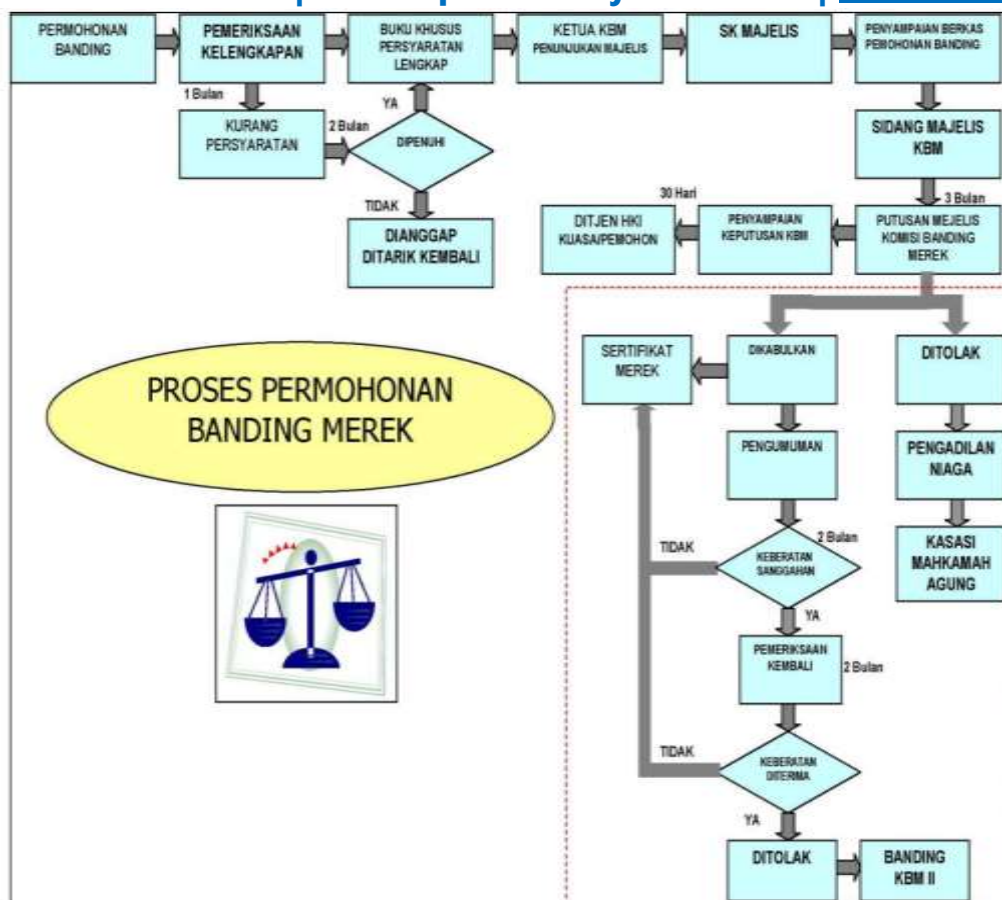 PERMOHONAN
BANDING
PEMERIKSAAN
KELENGKAPAN
BUKU KHUSUS
PERSYARATAN
LENGKAP
KETUA KBM
PENUNJUKAN MAJELIS
SK MAJELIS
PENYAMPAIAN BERKAS
PEMOHONAN BANDING
1 Bulan
KURANG
PERSYARATAN
2 Bulan
YA
DIPENUHI
TIDAK
DIANGGAP
DITARIK KEMBALI
SIDANG MAJELIS
KBM
3 Bulan
PUTUSAN MEJELIS
KOMISI BANDING
MEREK
PENYAMPAIAN
KEPUTUSAN KBM
30 Hari
DITJEN HKI
KUASA/PEMOHON
PROSES PERMOHONAN
BANDING MEREK
SERTIFIKAT
MEREK
DIKABULKAN
DITOLAK
PENGUMUMAN
PENGADILAN
NIAGA
2 Bulan
TIDAK
KEBERATAN
SANGGAHAN
KASASI
MAHKAMAH
AGUNG
YA
PEMERIKSAAN
KEMBALI
2 Bulan
TIDAK
KEBERATAN
DITERIMA
YA
DITOLAK
BANDING
KBM II